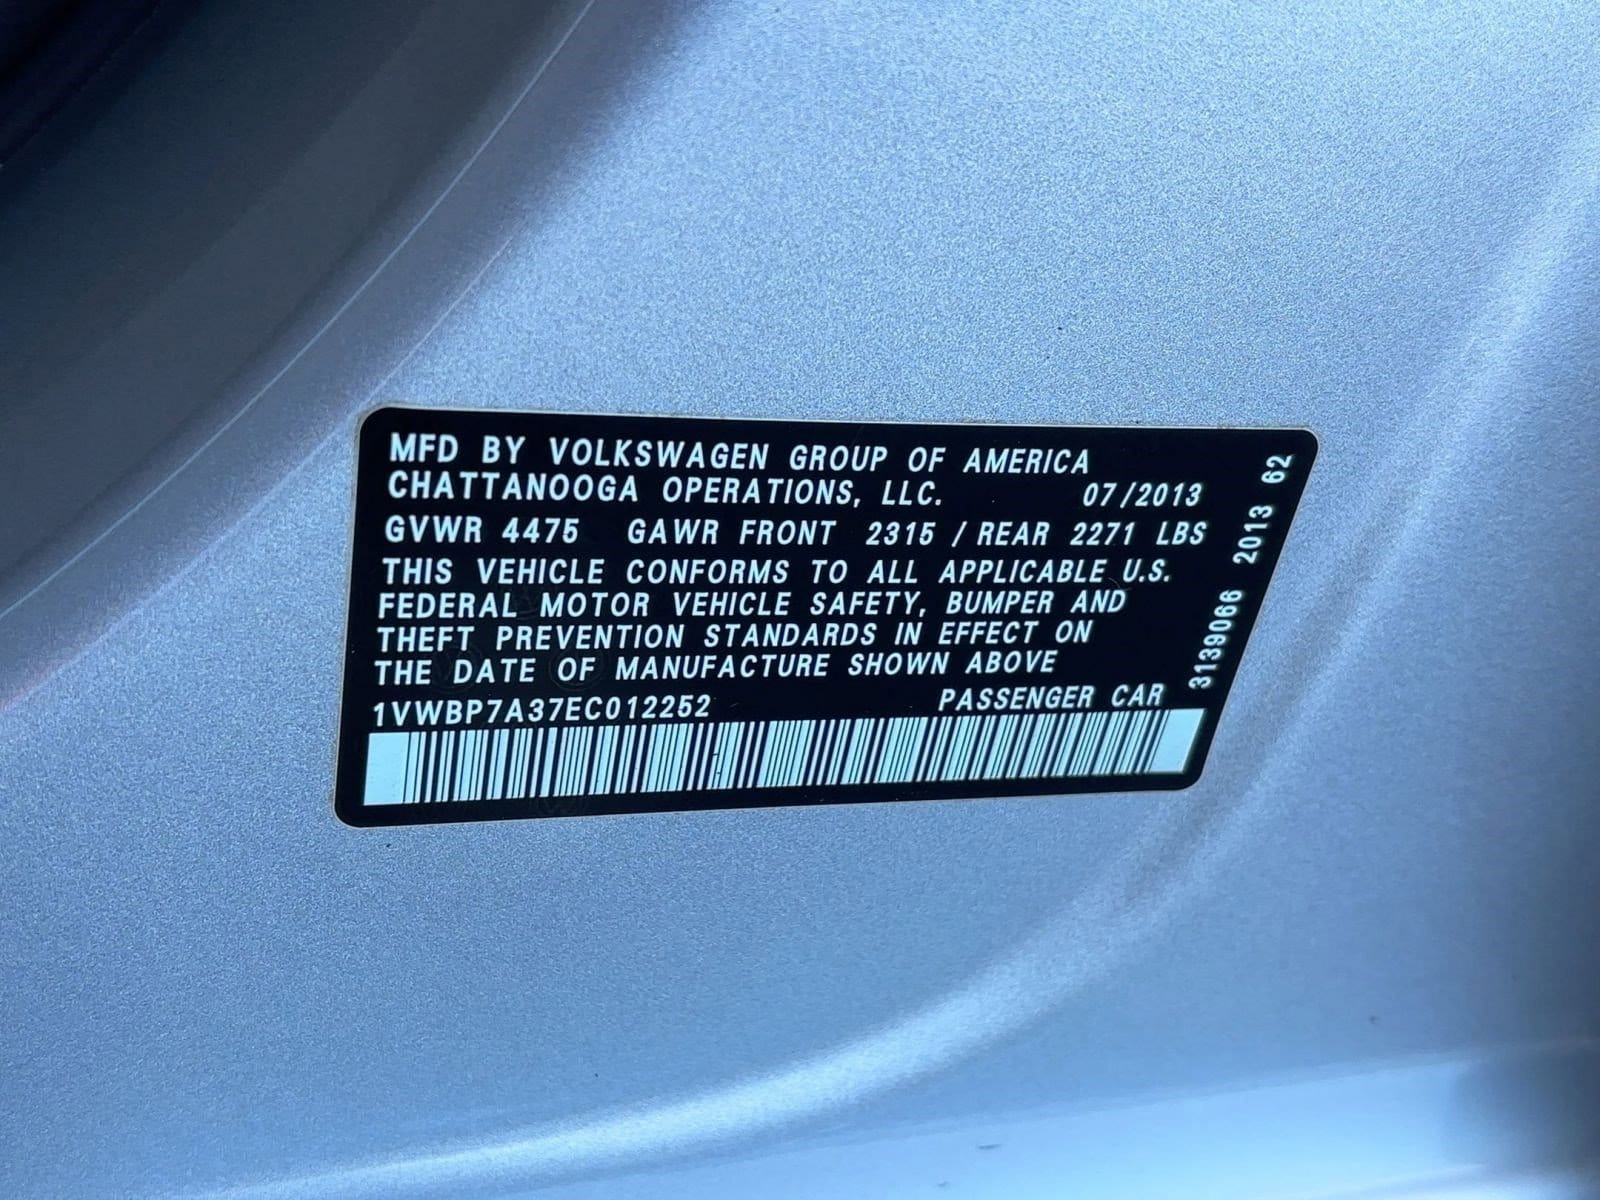 MFD BY VOLKSWAGEN GROUP OF AMERICA
CHATTANOOGA OPERATIONS, LLC. 07/2013
GVWR 4475 GAWR FRONT 2315 / REAR 2271 LBS
THIS VEHICLE CONFORMS TO ALL APPLICABLE U.S.
FEDERAL MOTOR VEHICLE SAFETY, BUMPER AND
THEFT PREVENTION STANDARDS IN EFFECT ON
THE DATE OF MANUFACTURE SHOWN ABOVE
1VWBP7A37EC012252 PASSENGER CAR
3139066 2013 62